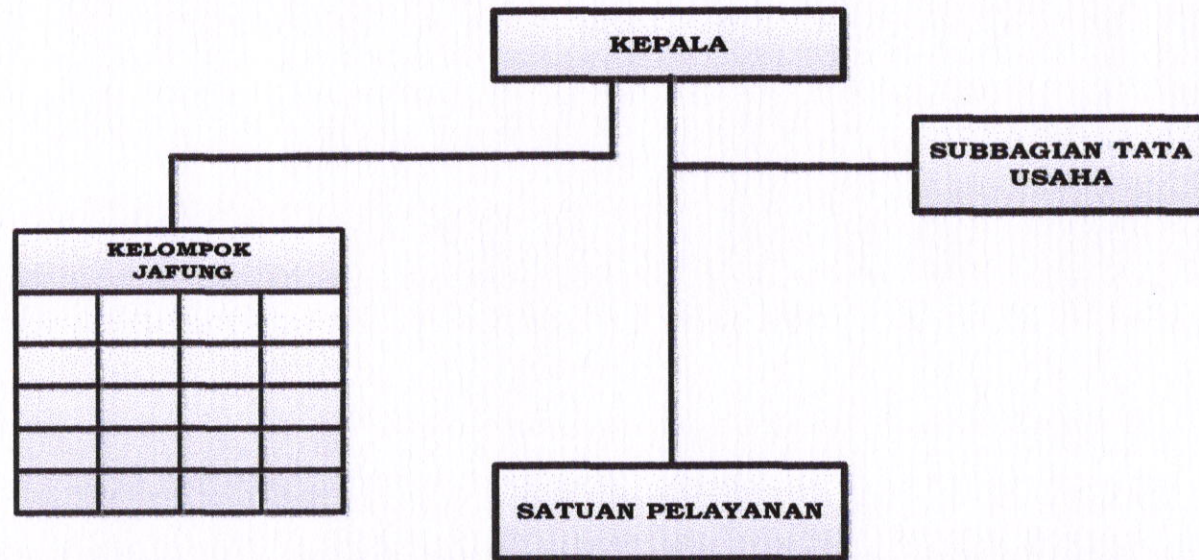 KEPALA
SUBBAGIAN TATA
USAHA
KELOMPOK
JAFUNG
SATUAN PELAYANAN